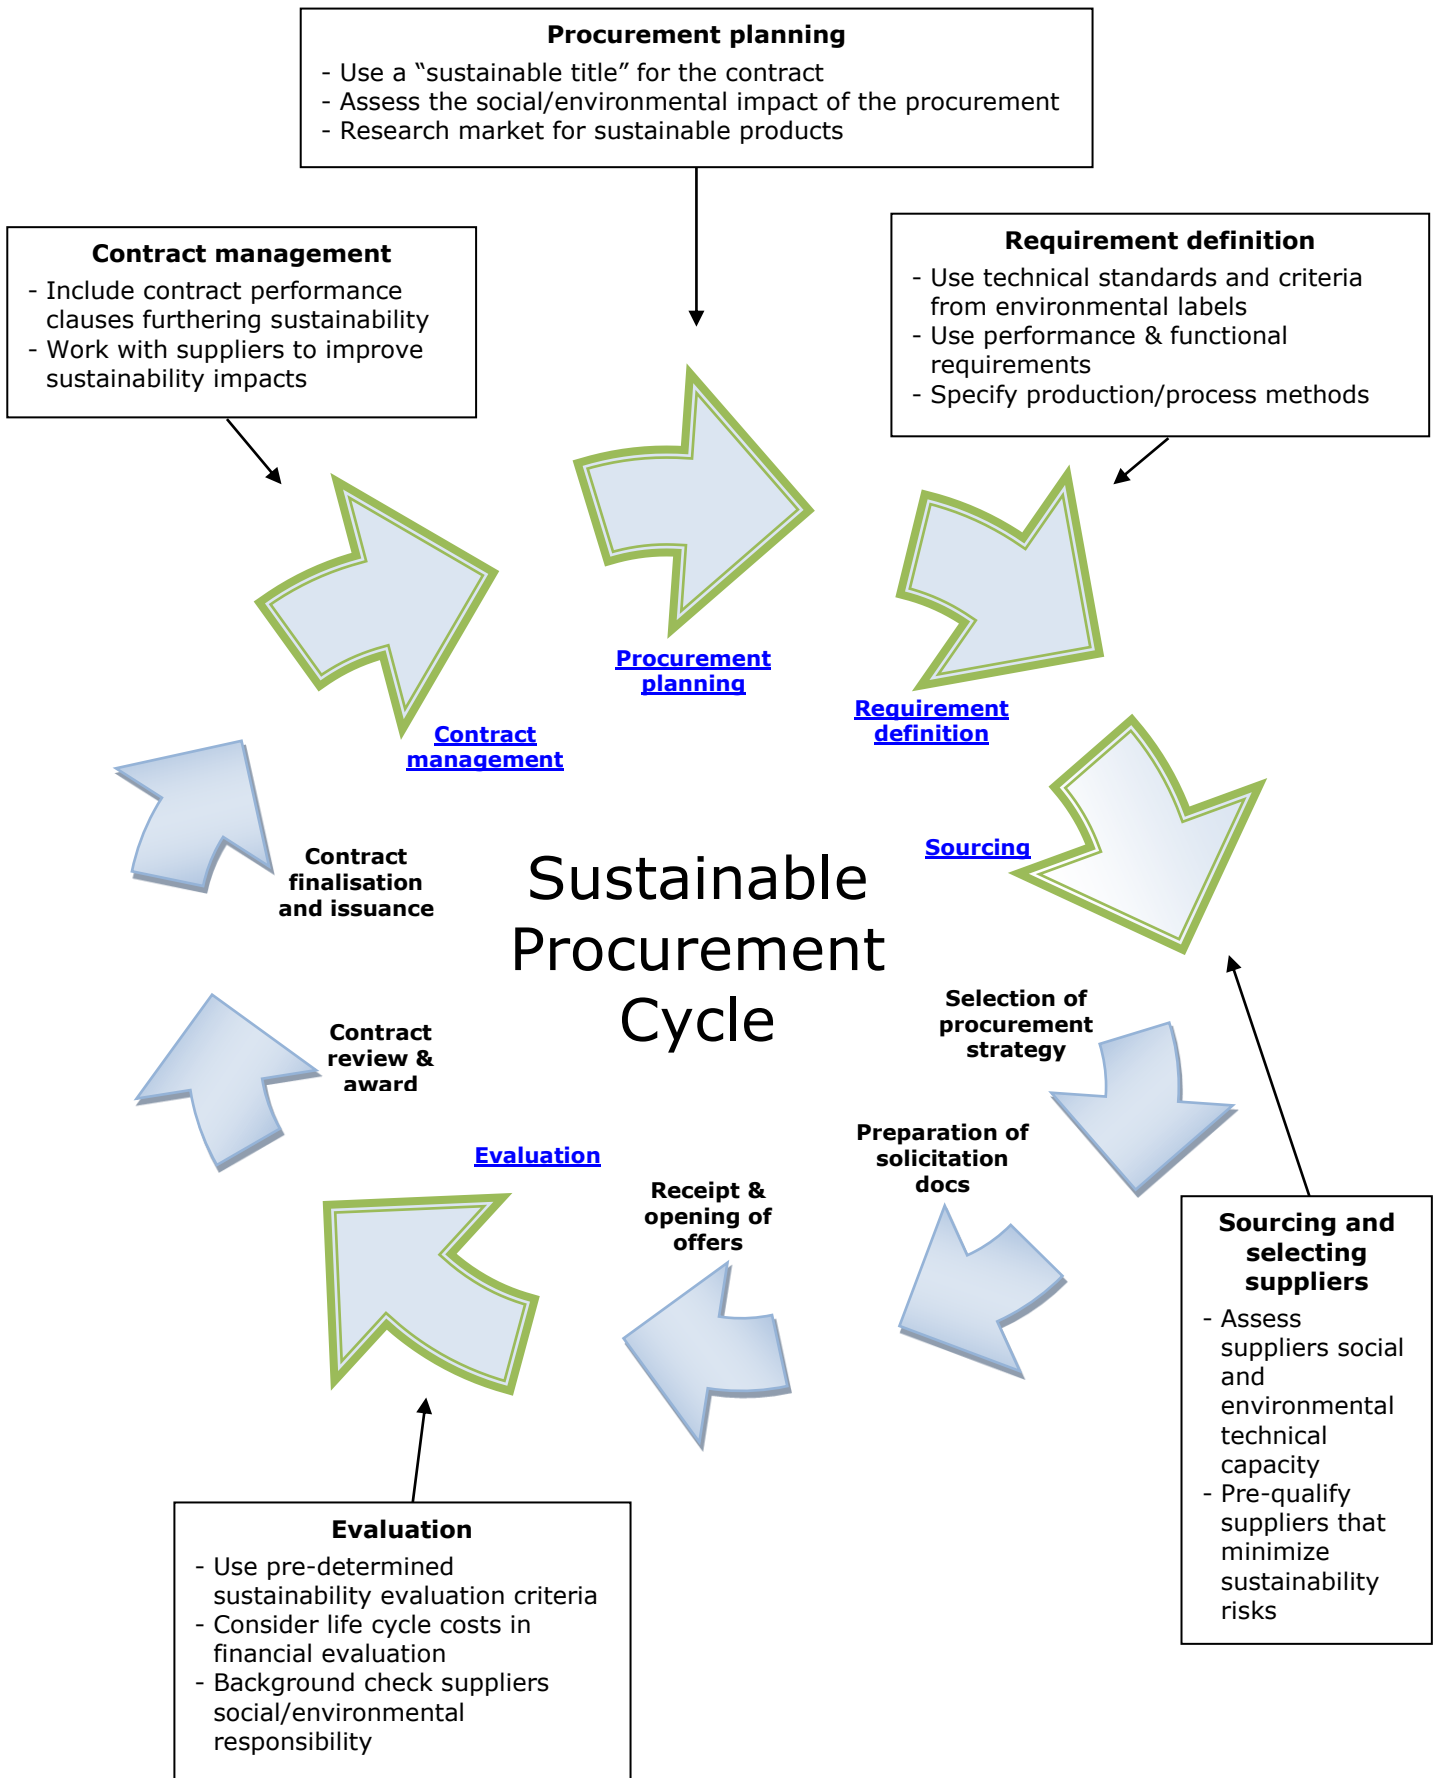 Procurement planning
- Use a “sustainable title” for the contract
- Assess the social/environmental impact of the procurement
- Research market for sustainable products
Contract management
- Include contract performance
clauses furthering sustainability
- Work with suppliers to improve
sustainability impacts
Requirement definition
- Use technical standards and criteria
from environmental labels
- Use performance & functional
requirements
- Specify production/process methods
Procurement
planning
Requirement
definition
Contract
management
Sourcing
Contract
finalisation
and issuance
Sustainable
Procurement
Cycle
Selection of
procurement
strategy
Contract
review &
award
Preparation of
solicitation
docs
Evaluation
Receipt &
opening of
offers
Sourcing and
selecting
suppliers
- Assess
suppliers social
and
environmental
technical
capacity
- Pre-qualify
suppliers that
minimize
sustainability
risks
Evaluation
- Use pre-determined
sustainability evaluation criteria
- Consider life cycle costs in
financial evaluation
- Background check suppliers
social/environmental
responsibility